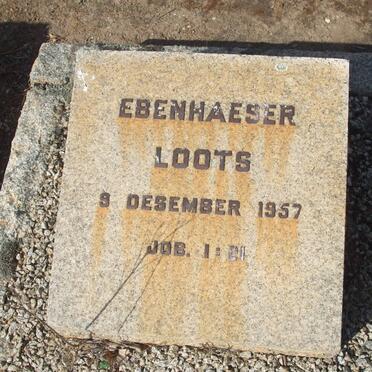 EBENHAESER
LOOTS
9 DESEMBER 1957
JOB. 1:21